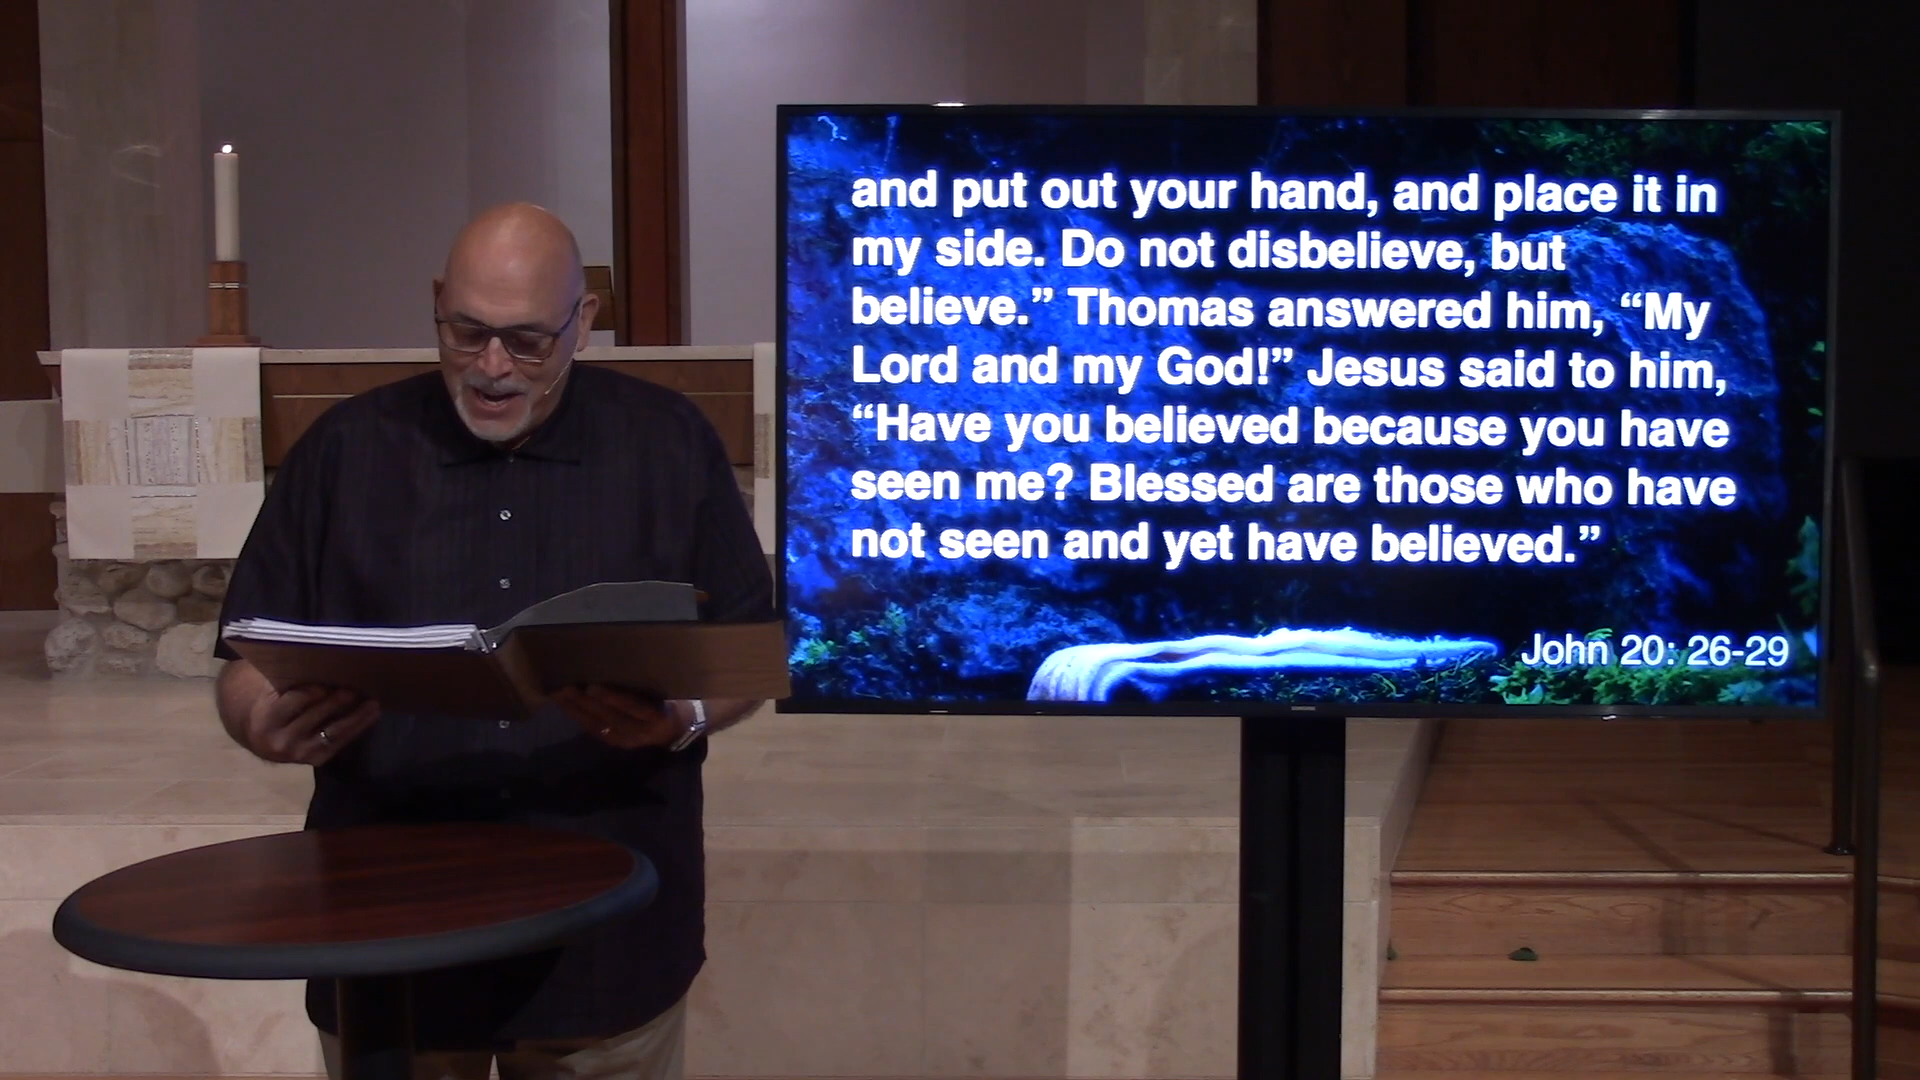 and put out your hand, and place it in
my side. Do not disbelieve, but
believe.” Thomas answered him, “My
Lord and my God!” Jesus said to him,
“Have you believed because you have
seen me? Blessed are those who have
not seen and yet have believed.”
John 20: 26-29
SAMSUNG